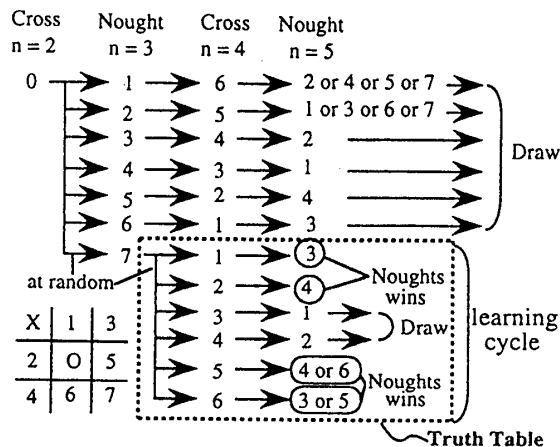 Cross Nought Cross Nought
n = 2 n = 3 n = 4 n = 5
0 1 6 2 or 4 or 5 or 7
2 5 1 or 3 or 6 or 7
3 4 2
4 3 1
5 2 4
6 1 3
Draw
7 1 3
at random
2 4
Noughts
wins
3 1
4 2
Draw
5 4 or 6
6 3 or 5
Noughts
wins
learning
cycle
X 1 3
2 O 5
4 6 7
Truth Table